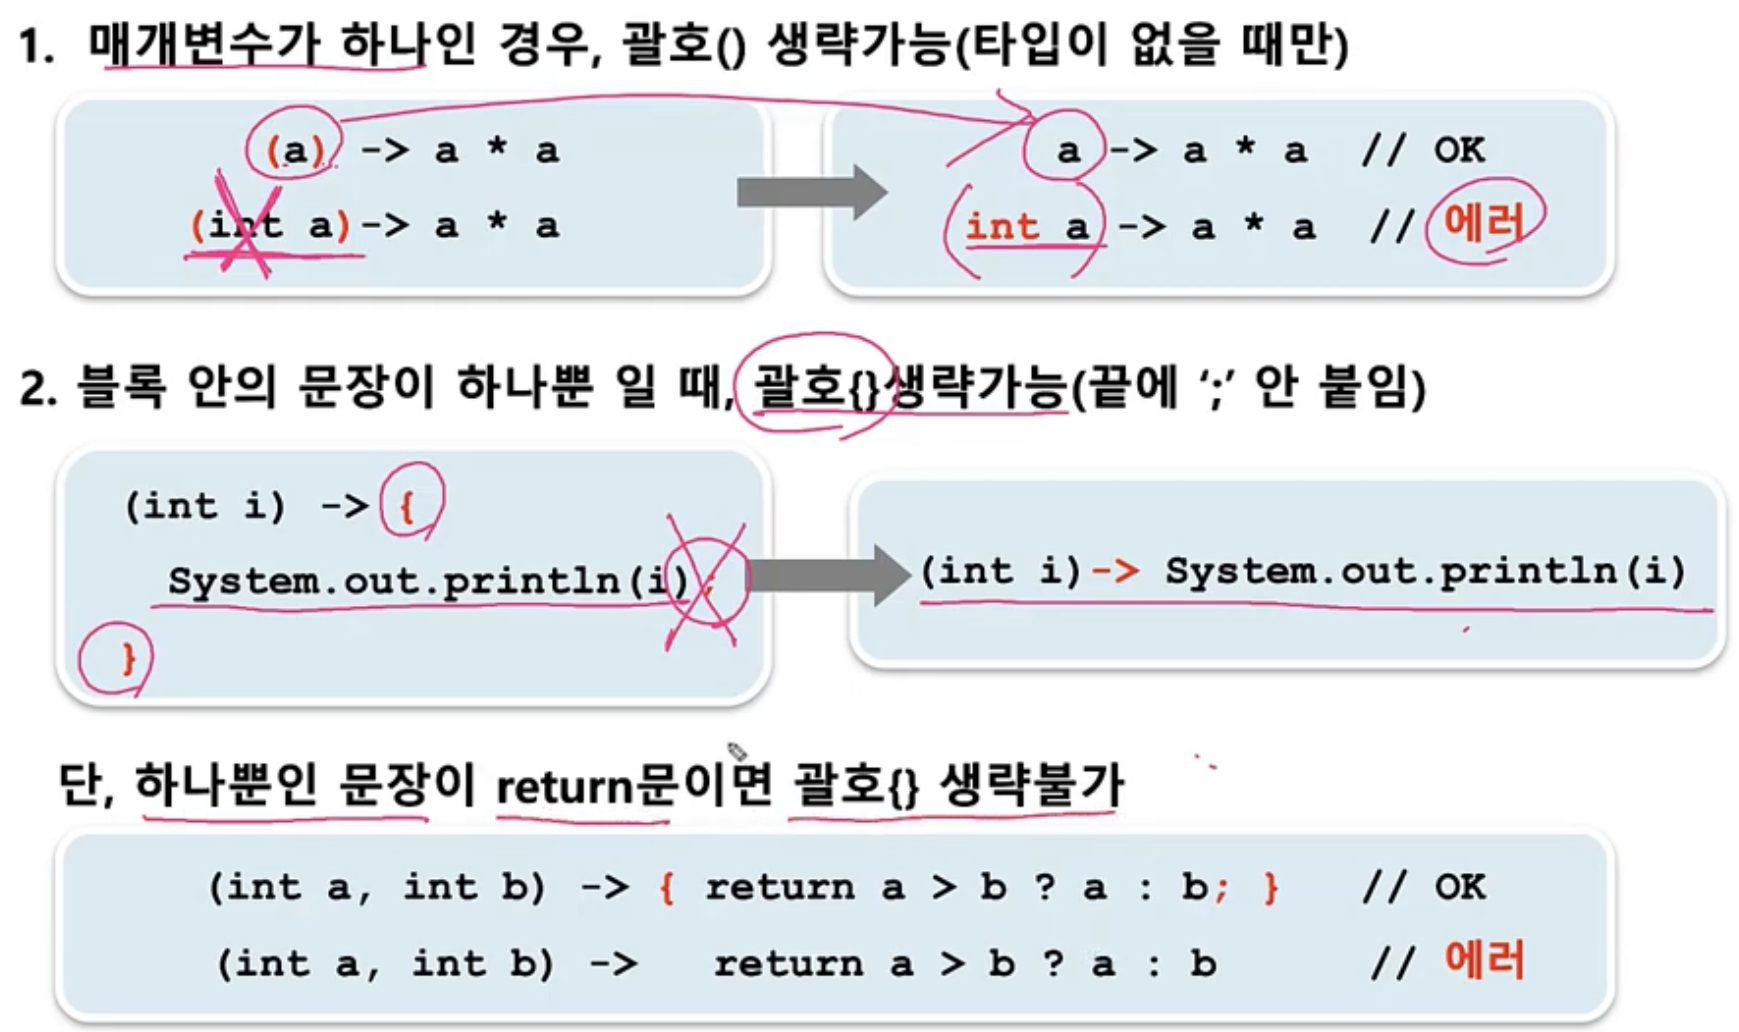 1. 매개변수가 하나인 경우, 괄호() 생략가능(타입이 없을 때만)
(a) -> a * a
(int a) -> a * a
a -> a * a // OK
int a -> a * a // 에러
2. 블록 안의 문장이 하나뿐 일 때, 괄호{}생략가능(끝에 ‘;’ 안 붙임)
(int i) -> {
System.out.println(i);
}
(int i) -> System.out.println(i)
단, 하나뿐인 문장이 return문이면 괄호{} 생략불가
(int a, int b) -> { return a > b ? a : b; } // OK
(int a, int b) -> return a > b ? a : b // 에러